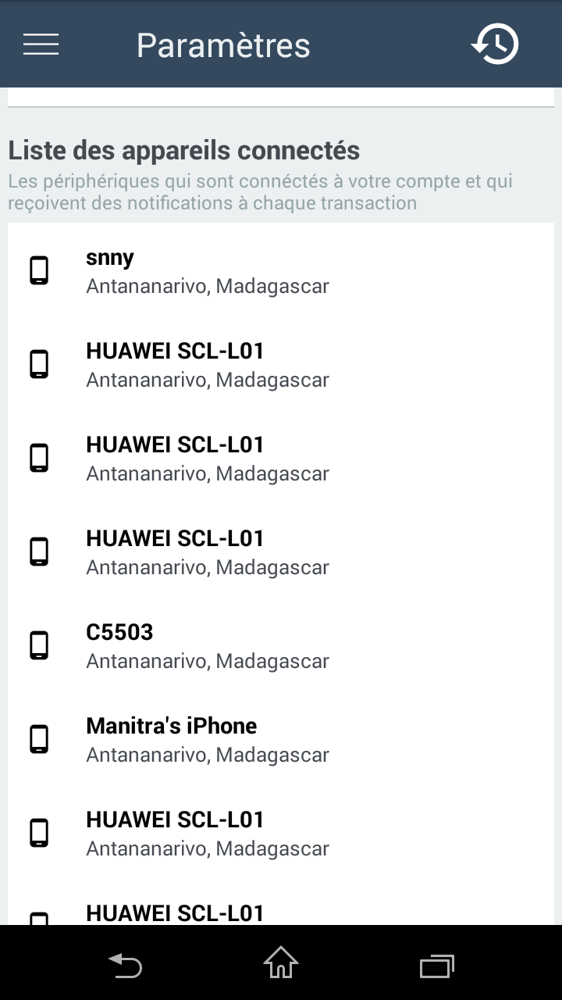 Paramètres
Liste des appareils connectés
Les périphériques qui sont connéctés à votre compte et qui
reçoivent des notifications à chaque transaction
snny
Antananarivo, Madagascar
HUAWEI SCL-L01
Antananarivo, Madagascar
HUAWEI SCL-L01
Antananarivo, Madagascar
HUAWEI SCL-L01
Antananarivo, Madagascar
C5503
Antananarivo, Madagascar
Manitra's iPhone
Antananarivo, Madagascar
HUAWEI SCL-L01
Antananarivo, Madagascar
HUAWEI SCL-L01